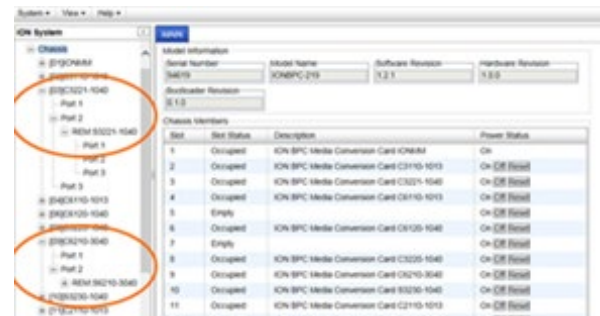 System View Help
ION System
MAIN
Chassis
Model Information
[01]IONMM
Serial Number Model Name Software Revision Hardware Revision
54619 IONBPC-219 1.2.1 1.0.0
[03]C3221-1040
Bootloader Revision
Port 1
0.1.0
Port 2
REM:S3221-1040
Chassis Members
Port 1
Slot Slot Status Description Power Status
Port 2
1 Occupied ION BPC Media Conversion Card IONMM On
Port 3
2 Occupied ION BPC Media Conversion Card C3110-1013 On Off Reset
Port 3
3 Occupied ION BPC Media Conversion Card C3221-1040 On Off Reset
[04]C6110-1013
4 Occupied ION BPC Media Conversion Card C6110-1013 On Off Reset
[06]C6120-1040
5 Empty
6 Occupied ION BPC Media Conversion Card C6120-1040 On Off Reset
[09]C6210-3040
7 Empty On Off Reset
Port 1
8 Occupied ION BPC Media Conversion Card C3220-1040 On Off Reset
Port 2
9 Occupied ION BPC Media Conversion Card C6210-3040 On Off Reset
REM:S6210-3040
10 Occupied ION BPC Media Conversion Card S3230-1040 On Off Reset
[10]S3230-1040
11 Occupied ION BPC Media Conversion Card C2110-1013 On Off Reset
[11]C2110-1013